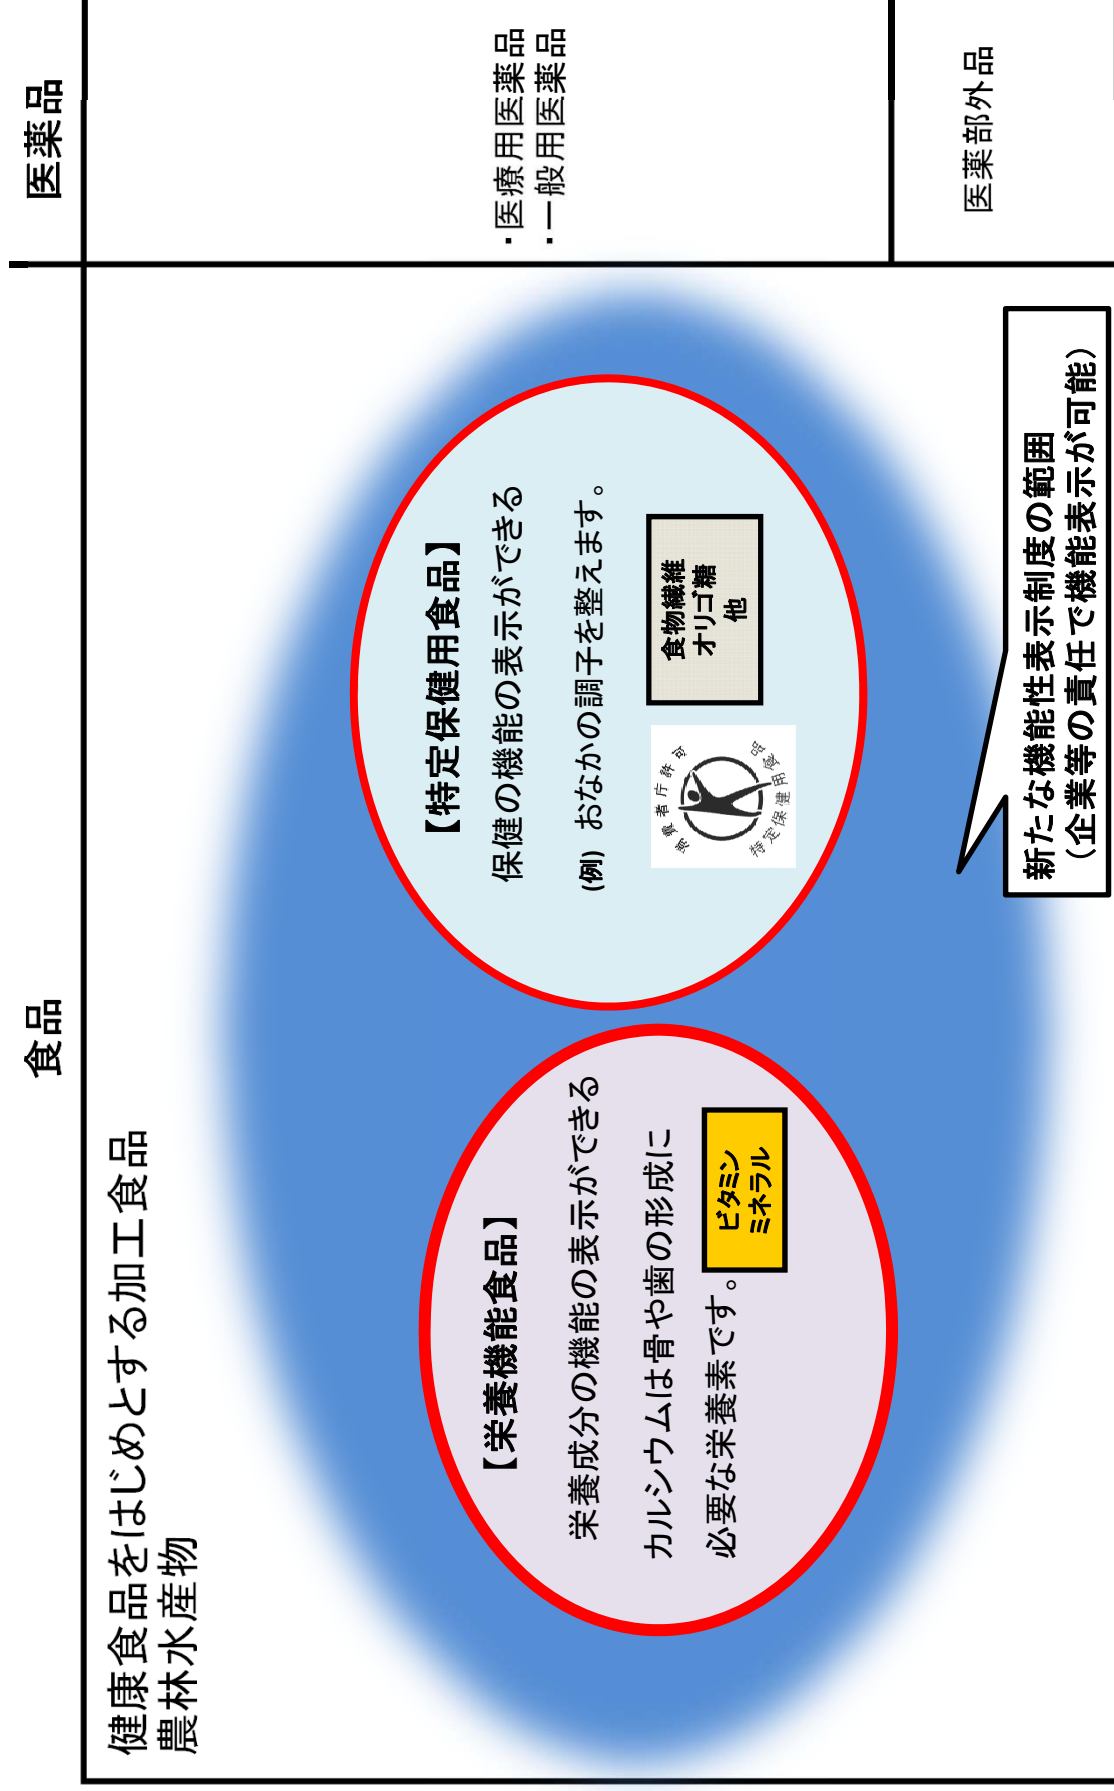 食品
医薬品
健康食品をはじめとする加工食品
農林水産物
【栄養機能食品】
栄養成分の機能の表示ができる
カルシウムは骨や歯の形成に
必要な栄養素です。
ビタミン
ミネラル
【特定保健用食品】
保健の機能の表示ができる
(例) おなかの調子を整えます。
消費者庁許可
特定保健用食品
食物繊維
オリゴ糖
他
新たな機能性表示制度の範囲
（企業等の責任で機能表示が可能）
・医療用医薬品
・一般用医薬品
医薬部外品